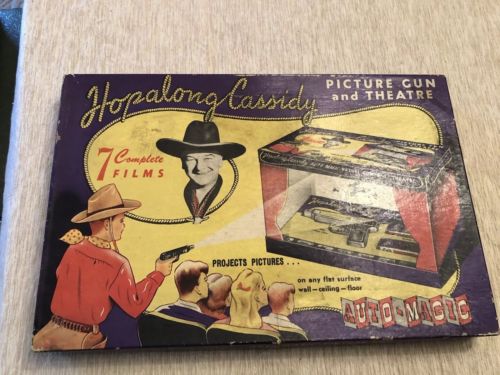 Hopalong Cassidy
PICTURE GUN
and THEATRE
7 Complete
FILMS
PROJECTS PICTURES...
on any flat surface
wall—ceiling—floor
AUTO-MAGIC